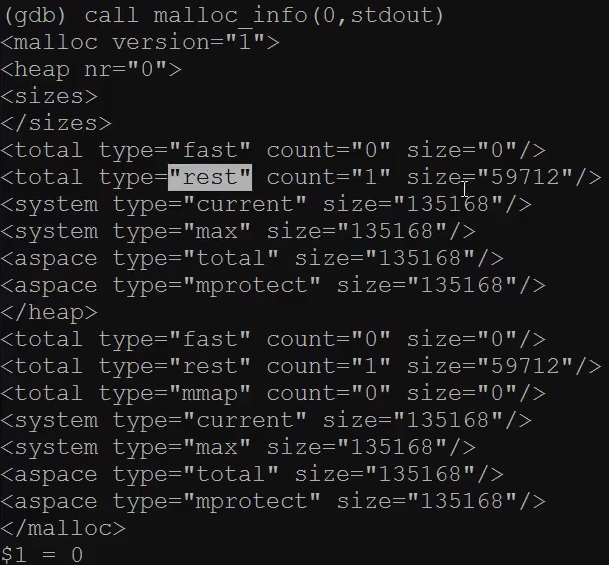 (gdb) call malloc_info(0,stdout)
<malloc version="1">
<heap nr="0">
<sizes>
</sizes>
<total type="fast" count="0" size="0"/>
<total type="rest" count="1" size="59712"/>
<system type="current" size="135168"/>
<system type="max" size="135168"/>
<aspace type="total" size="135168"/>
<aspace type="mprotect" size="135168"/>
</heap>
<total type="fast" count="0" size="0"/>
<total type="rest" count="1" size="59712"/>
<total type="mmap" count="0" size="0"/>
<system type="current" size="135168"/>
<system type="max" size="135168"/>
<aspace type="total" size="135168"/>
<aspace type="mprotect" size="135168"/>
</malloc>
$1 = 0